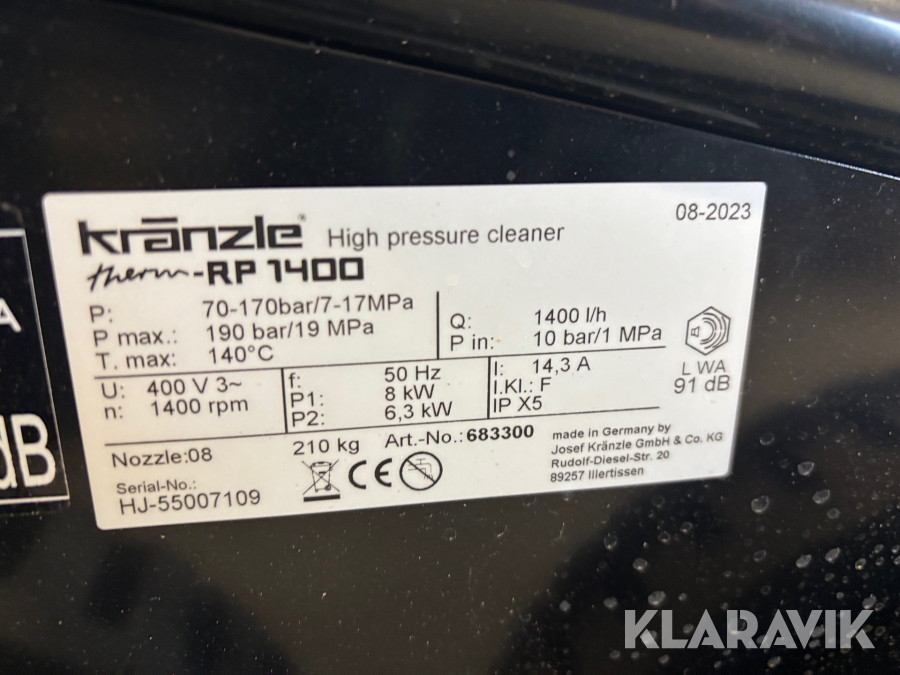 kränzle® High pressure cleaner 08-2023
therm-RP 1400
P: 70-170bar/7-17MPa
P max.: 190 bar/19 MPa
T. max: 140°C
Q: 1400 l/h
P in: 10 bar/1 MPa
U: 400 V 3~
n: 1400 rpm
f: 50 Hz
P1: 8 kW
P2: 6,3 kW
I: 14,3 A
I.Kl.: F
IP X5
L WA
91 dB
Nozzle:08
210 kg Art.-No.:683300
Serial-No.:
HJ-55007109
CE
made in Germany by
Josef Kränzle GmbH & Co. KG
Rudolf-Diesel-Str. 20
89257 Illertissen
A
dB
KLARAVIK